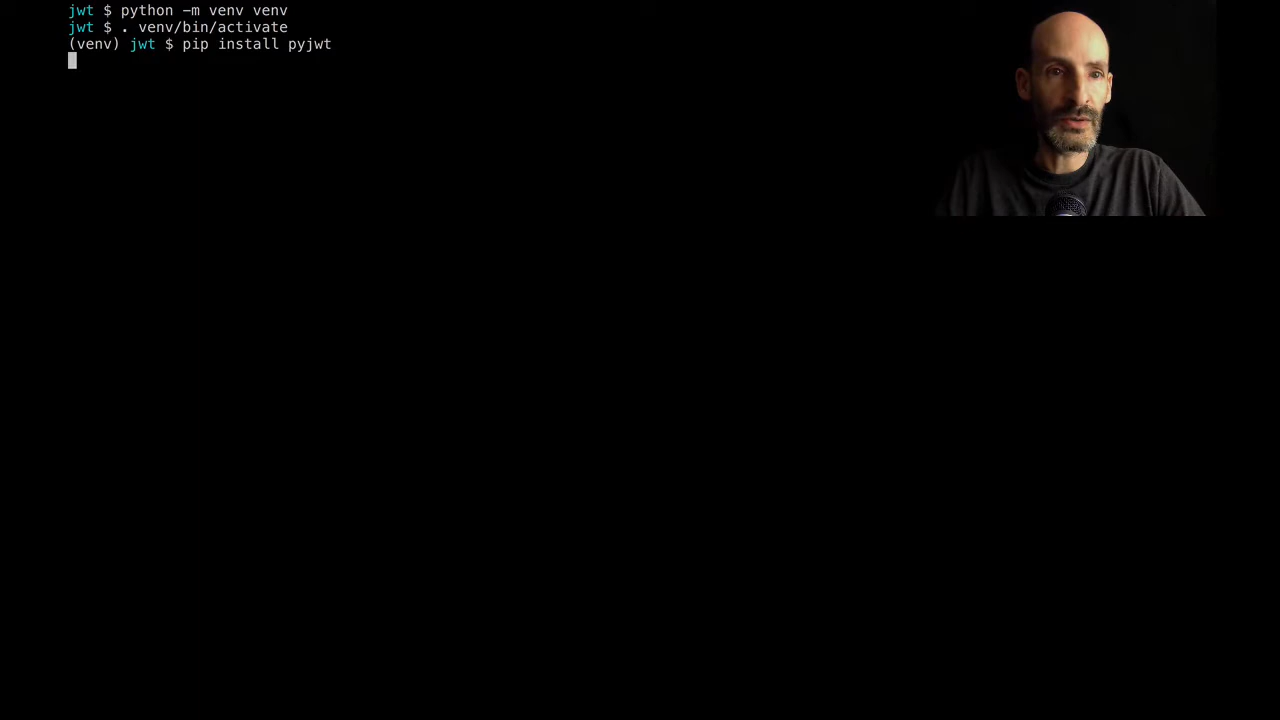 jwt $ python -m venv venv
jwt $ . venv/bin/activate
(venv) jwt $ pip install pyjwt